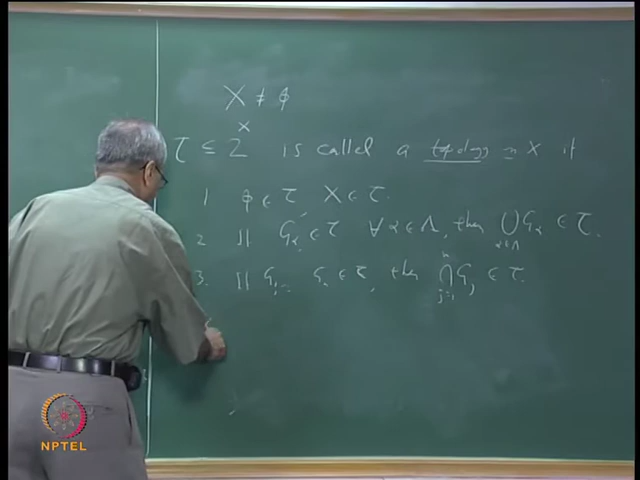 X ≠ φ
τ ⊆ 2^X is called a topology on X if
1 φ ∈ τ X ∈ τ.
2 If G_α ∈ τ ∀ α ∈ Λ, then ⋃_{α∈Λ} G_α ∈ τ.
3. If G_1 ... G_n ∈ τ, then ⋂_{j=1}^n G_j ∈ τ.
NPTEL